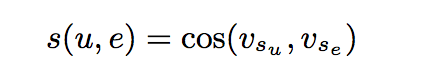 s(u, e) = cos(v_{s_u}, v_{s_e})